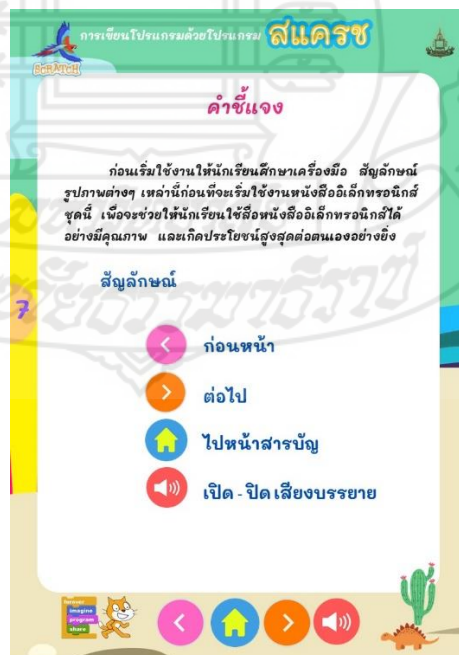 การเขียนโปรแกรมด้วยโปรแกรม สแครช
SCRATCH
คำชี้แจง
ก่อนเริ่มใช้งานให้นักเรียนศึกษาเครื่องมือ สัญลักษณ์
รูปภาพต่างๆ เหล่านี้ก่อนที่จะเริ่มใช้งานหนังสืออิเล็กทรอนิกส์
ชุดนี้ เพื่อจะช่วยให้นักเรียนใช้สื่อหนังสืออิเล็กทรอนิกส์ได้
อย่างมีคุณภาพ และเกิดประโยชน์สูงสุดต่อตนเองอย่างยิ่ง
สัญลักษณ์
7
ก่อนหน้า
ต่อไป
ไปหน้าสารบัญ
เปิด - ปิด เสียงบรรยาย
forever
imagine
program
share